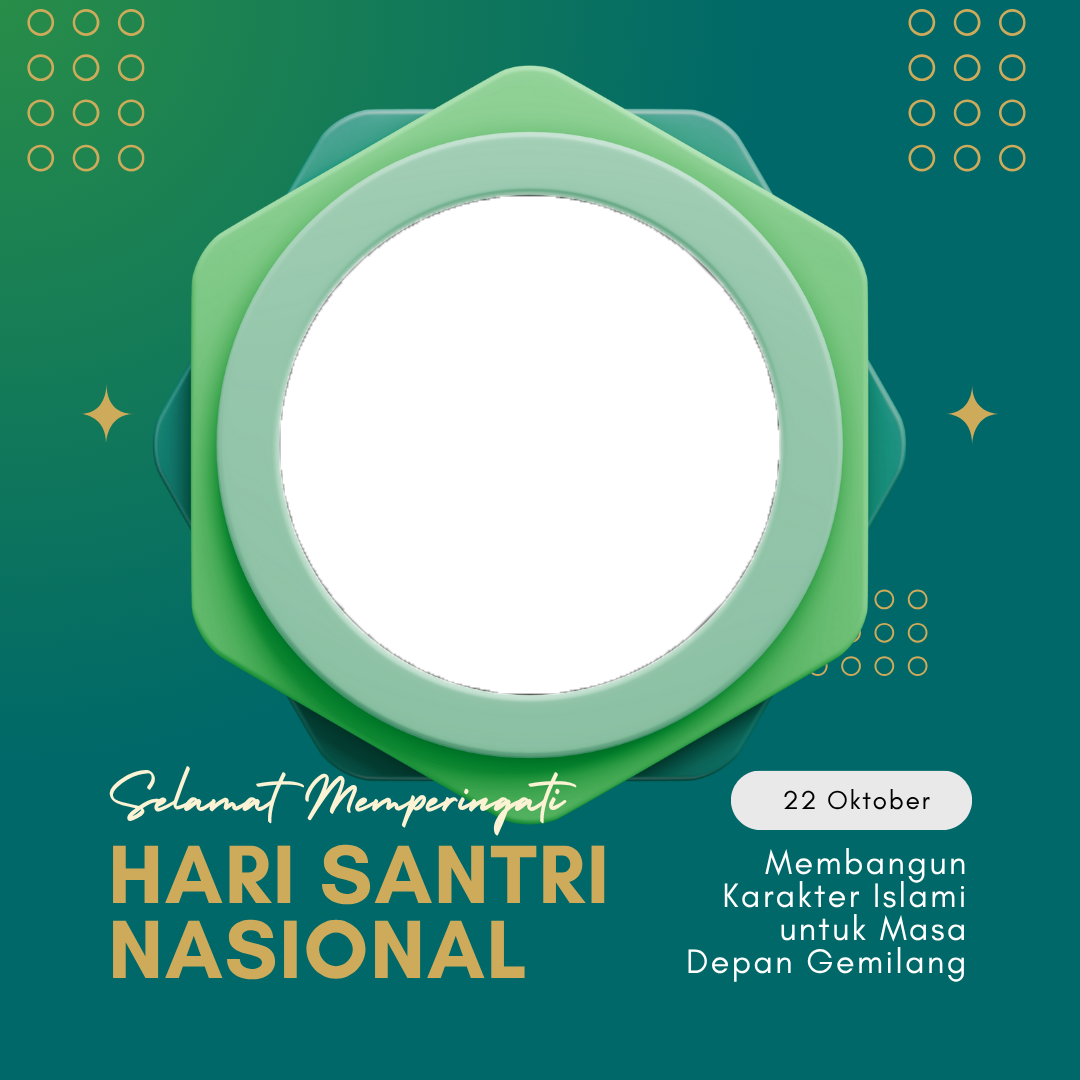 Selamat Memperingati
HARI SANTRI
NASIONAL
22 Oktober
Membangun
Karakter Islami
untuk Masa
Depan Gemilang